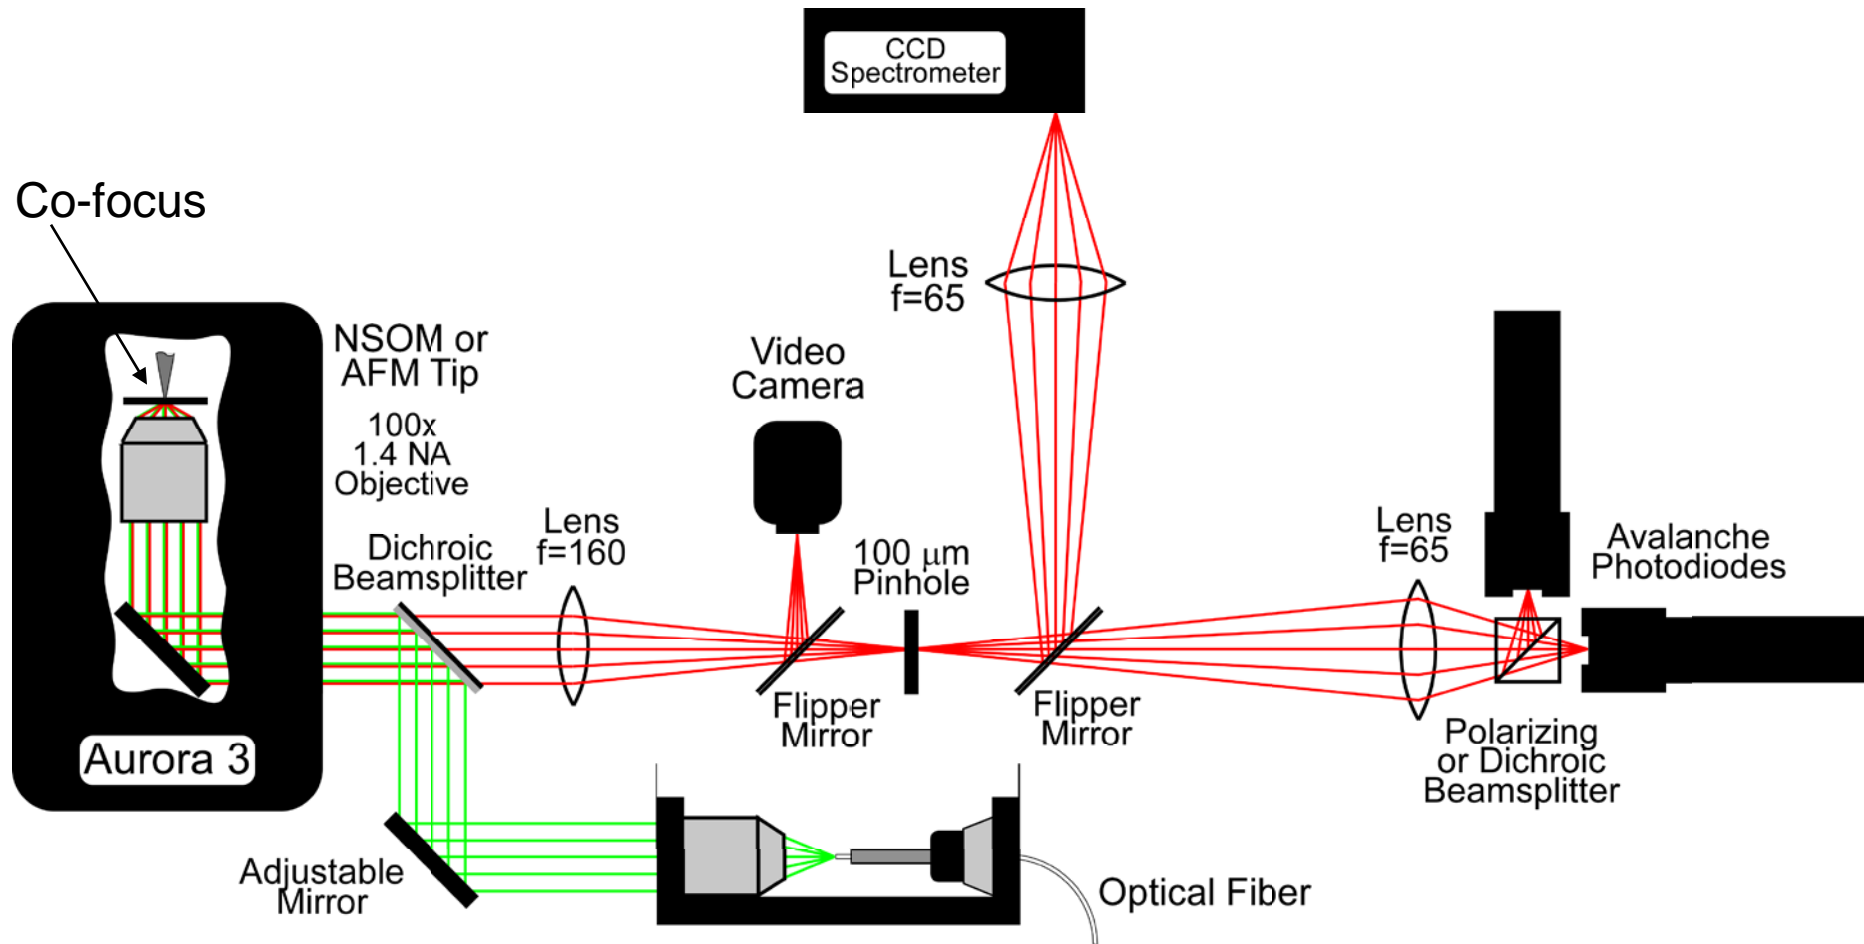 CCD
Spectrometer
Co-focus
Lens
f=65
NSOM or
AFM Tip
100x
1.4 NA
Objective
Video
Camera
Dichroic
Beamsplitter
Lens
f=160
100 μm
Pinhole
Lens
f=65
Avalanche
Photodiodes
Flipper
Mirror
Flipper
Mirror
Polarizing
or Dichroic
Beamsplitter
Aurora 3
Adjustable
Mirror
Optical Fiber